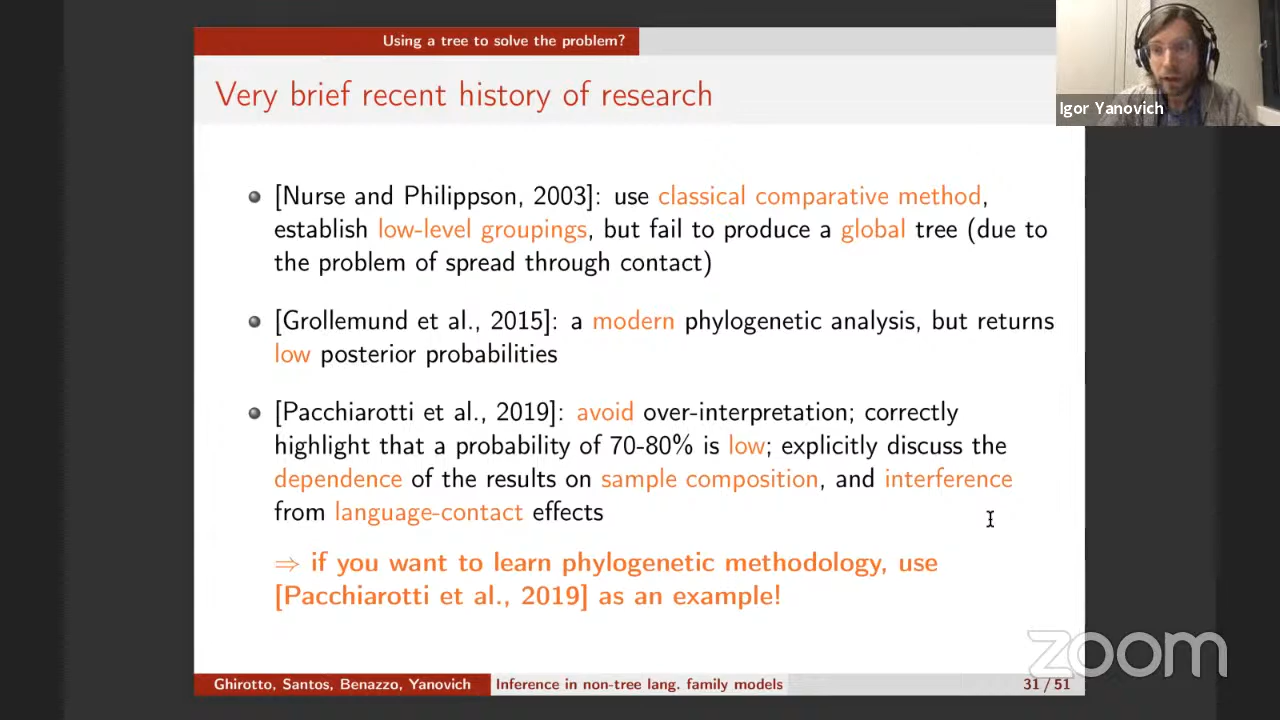 Using a tree to solve the problem?
Very brief recent history of research
Igor Yanovich
[Nurse and Philippson, 2003]: use classical comparative method,
establish low-level groupings, but fail to produce a global tree (due to
the problem of spread through contact)
[Grollemund et al., 2015]: a modern phylogenetic analysis, but returns
low posterior probabilities
[Pacchiarotti et al., 2019]: avoid over-interpretation; correctly
highlight that a probability of 70-80% is low; explicitly discuss the
dependence of the results on sample composition, and interference
from language-contact effects
⇒ if you want to learn phylogenetic methodology, use
[Pacchiarotti et al., 2019] as an example!
zoom
Ghirotto, Santos, Benazzo, Yanovich Inference in non-tree lang. family models 31 / 51